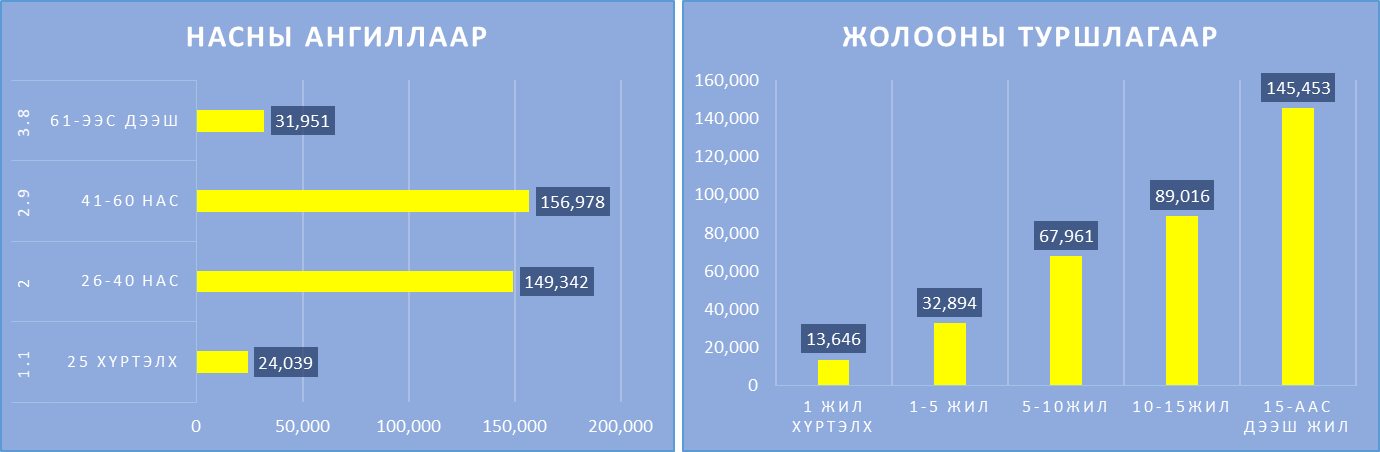 НАСНЫ АНГИЛЛААР
3.8
61-ЭЭС ДЭЭШ
31,951
2.9
41-60 НАС
156,978
2
26-40 НАС
149,342
1.1
25 ХҮРТЭЛХ
24,039
0 50,000 100,000 150,000 200,000
ЖОЛООНЫ ТУРШЛАГААР
160,000
140,000
120,000
100,000
80,000
60,000
40,000
20,000
0
13,646
32,894
67,961
89,016
145,453
1 ЖИЛ
ХҮРТЭЛХ
1-5 ЖИЛ
5-10ЖИЛ
10-15ЖИЛ
15-ААС
ДЭЭШ ЖИЛ